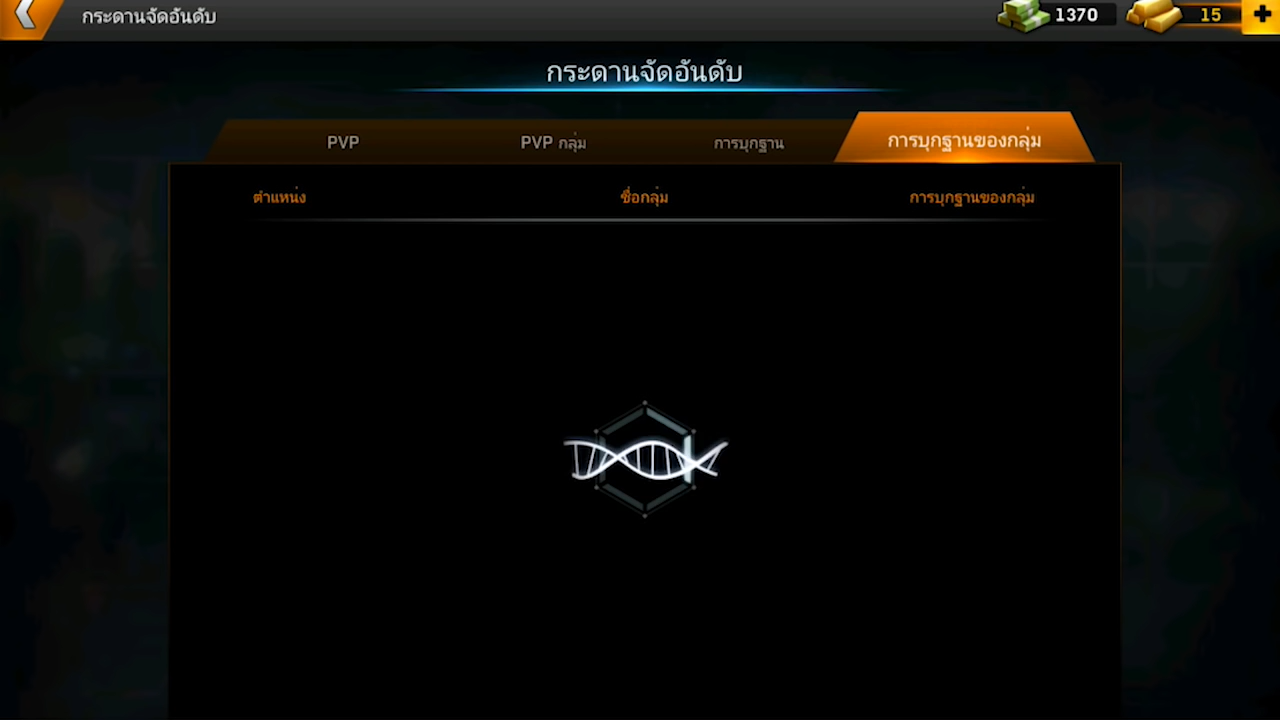 กระดานจัดอันดับ 1370 15
กระดานจัดอันดับ
PVP PVP กลุ่ม การบุกฐาน การบุกฐานของกลุ่ม
ตำแหน่ง ชื่อกลุ่ม การบุกฐานของกลุ่ม